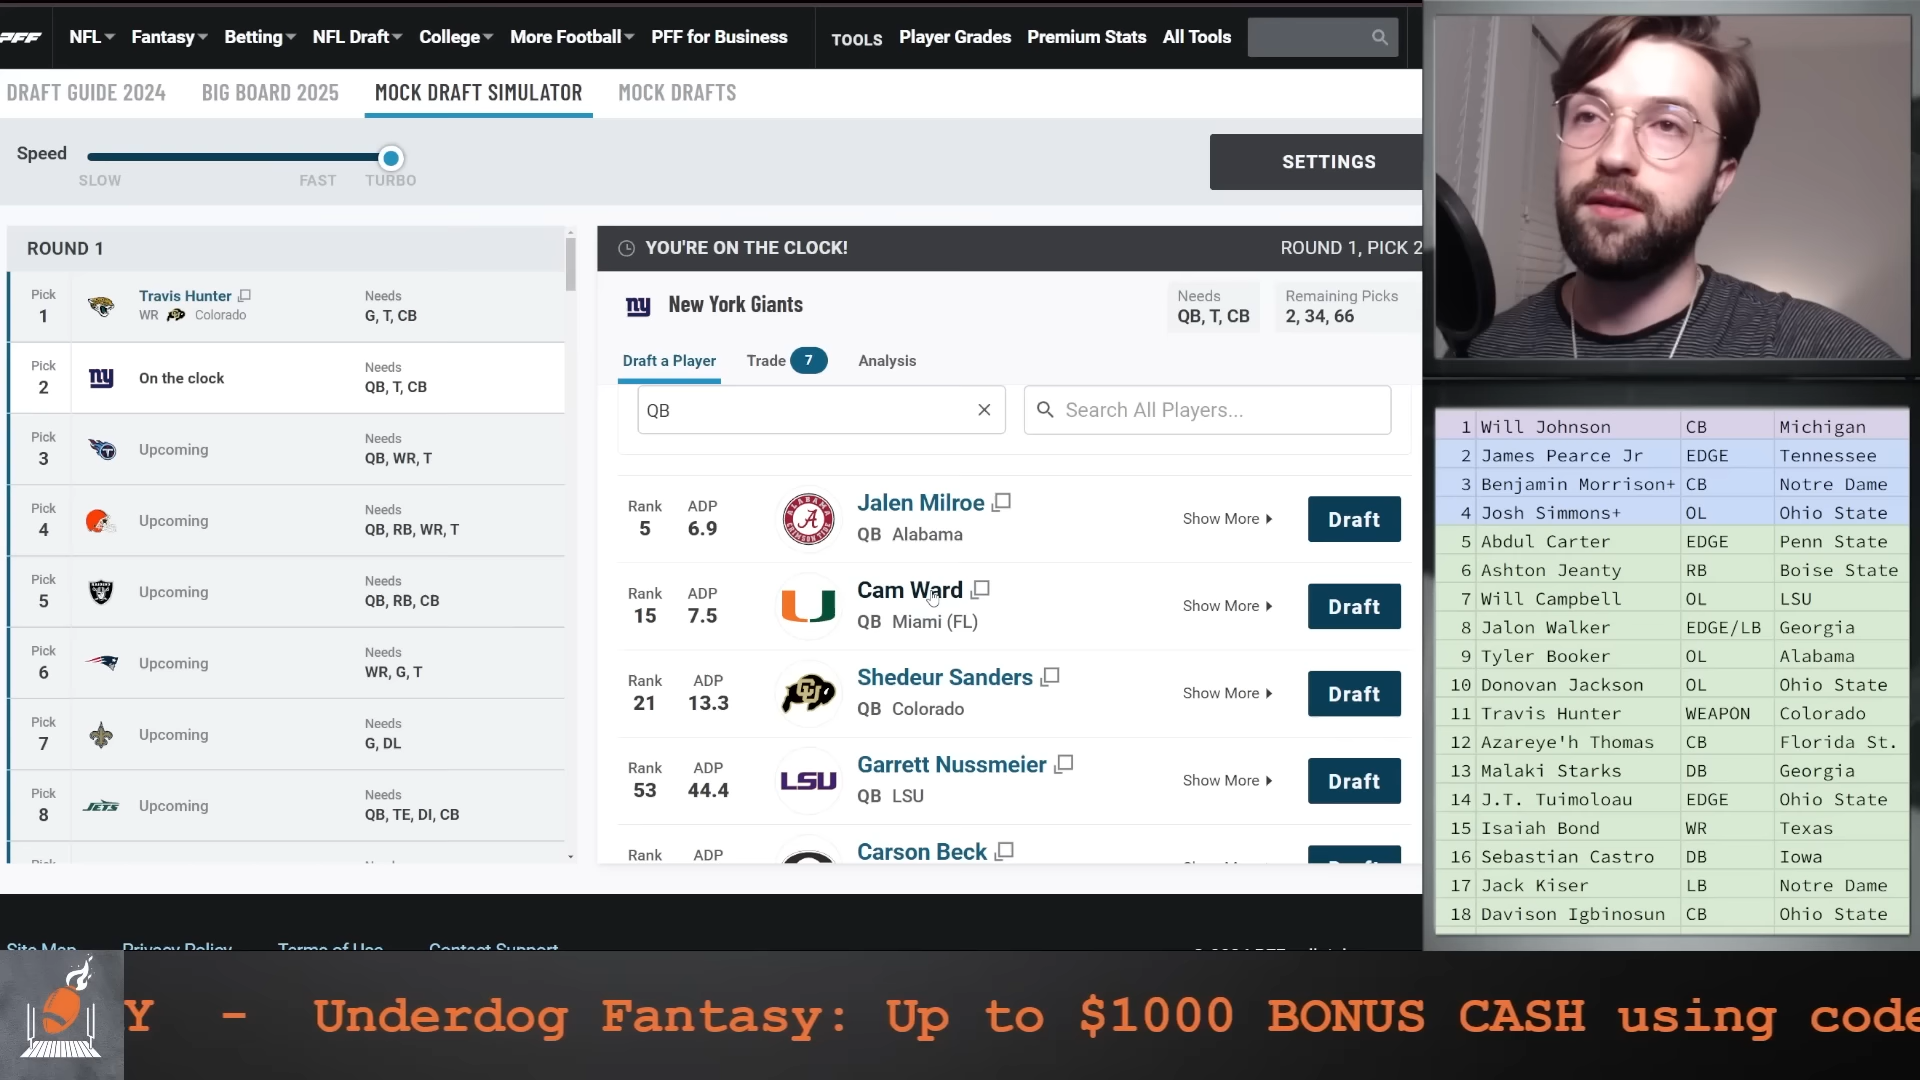 PFF NFL Fantasy Betting NFL Draft College More Football PFF for Business TOOLS Player Grades Premium Stats All Tools
DRAFT GUIDE 2024 BIG BOARD 2025 MOCK DRAFT SIMULATOR MOCK DRAFTS
Speed
SLOW FAST TURBO
SETTINGS
ROUND 1
Pick 1 Travis Hunter Needs
WR Colorado G, T, CB
Pick 2 On the clock Needs
QB, T, CB
Pick 3 Upcoming Needs
QB, WR, T
Pick 4 Upcoming Needs
QB, RB, WR, T
Pick 5 Upcoming Needs
QB, RB, CB
Pick 6 Upcoming Needs
WR, G, T
Pick 7 Upcoming Needs
G, DL
Pick 8 Upcoming Needs
JETS QB, TE, DI, CB
YOU'RE ON THE CLOCK! ROUND 1, PICK 2
ny New York Giants
Needs
QB, T, CB
Remaining Picks
2, 34, 66
Draft a Player Trade 7 Analysis
QB Search All Players...
Rank 5 ADP 6.9 Jalen Milroe Show More Draft
QB Alabama
Rank 15 ADP 7.5 Cam Ward Show More Draft
QB Miami (FL)
Rank 21 ADP 13.3 Shedeur Sanders Show More Draft
QB Colorado
Rank 53 ADP 44.4 LSU Garrett Nussmeier Show More Draft
QB LSU
Rank ADP Carson Beck
1 Will Johnson CB Michigan
2 James Pearce Jr EDGE Tennessee
3 Benjamin Morrison+ CB Notre Dame
4 Josh Simmons+ OL Ohio State
5 Abdul Carter EDGE Penn State
6 Ashton Jeanty RB Boise State
7 Will Campbell OL LSU
8 Jalon Walker EDGE/LB Georgia
9 Tyler Booker OL Alabama
10 Donovan Jackson OL Ohio State
11 Travis Hunter WEAPON Colorado
12 Azareye'h Thomas CB Florida St.
13 Malaki Starks DB Georgia
14 J.T. Tuimoloau EDGE Ohio State
15 Isaiah Bond WR Texas
16 Sebastian Castro DB Iowa
17 Jack Kiser LB Notre Dame
18 Davison Igbinosun CB Ohio State
Site Map Privacy Policy Terms of Use Contact Support
Y - Underdog Fantasy: Up to $1000 BONUS CASH using code